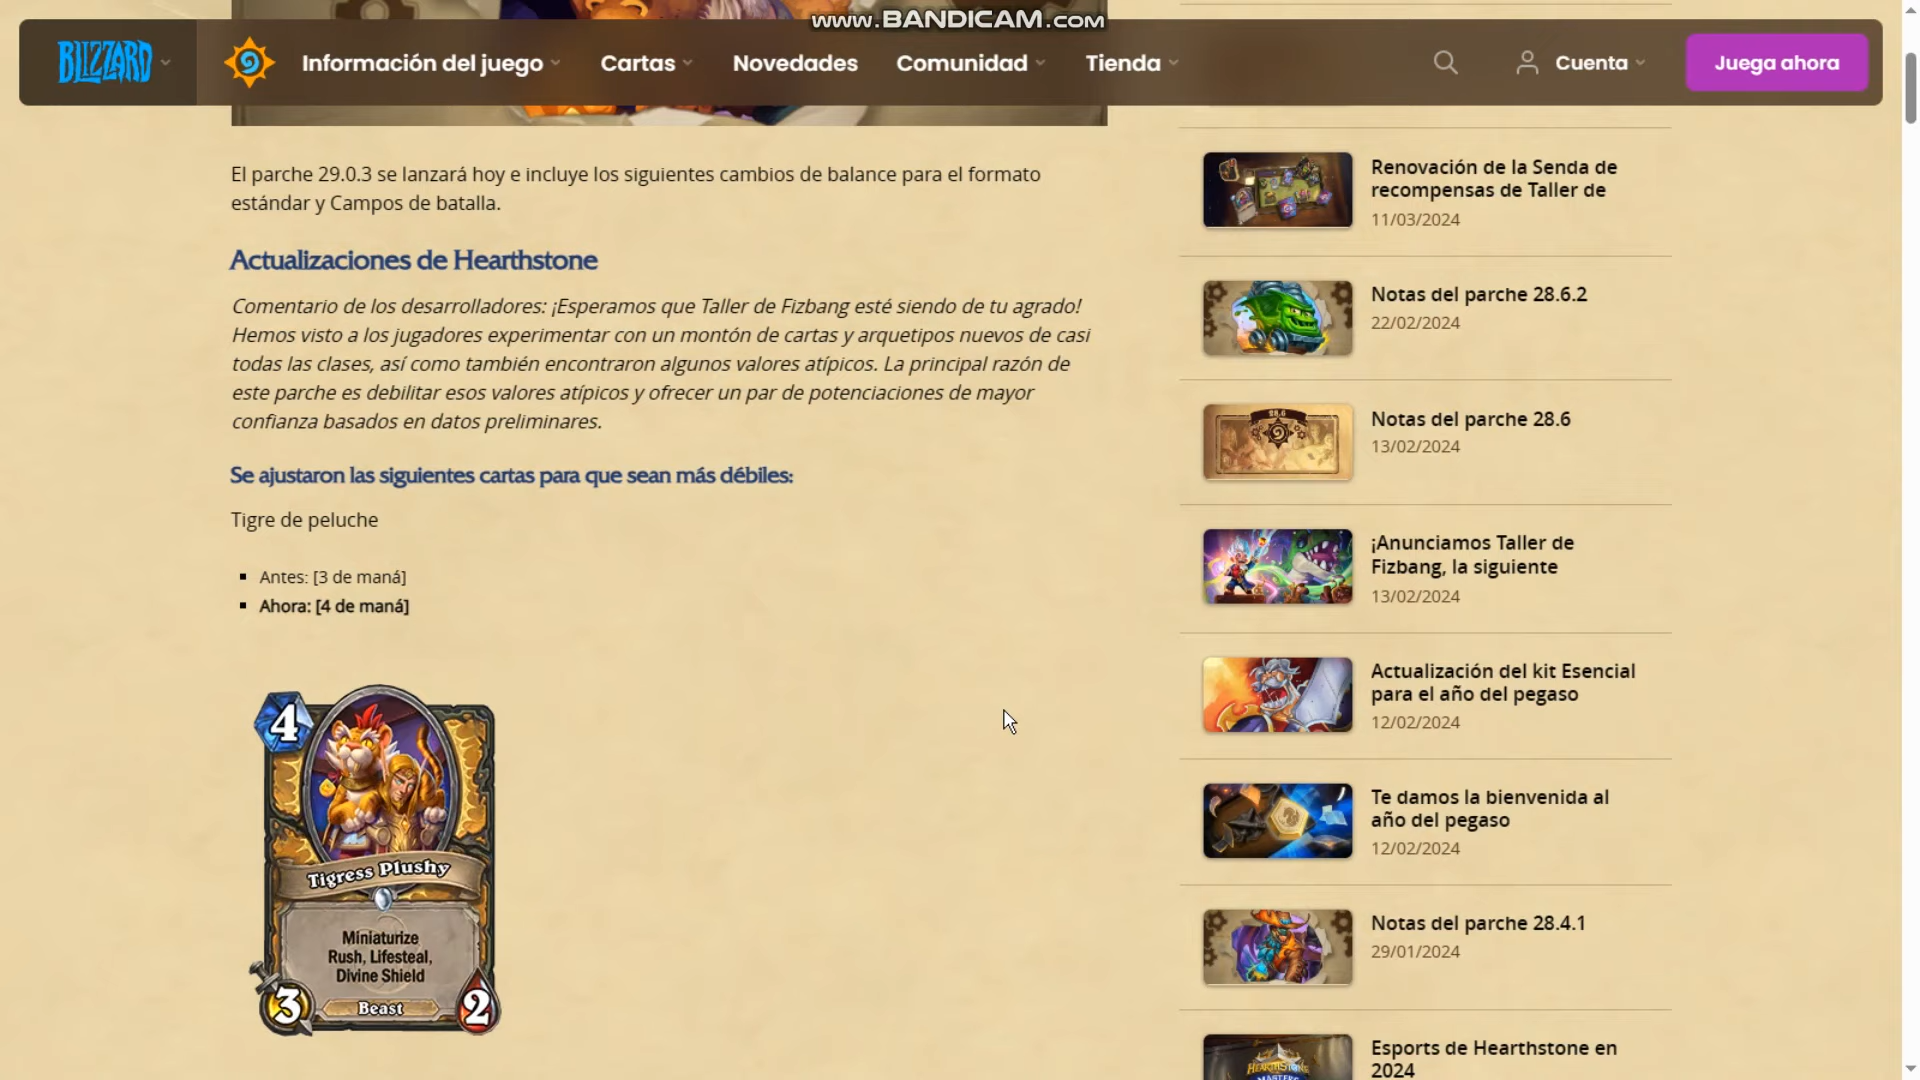 www.BANDICAM.com
BLIZZARD
Información del juego
Cartas
Novedades
Comunidad
Tienda
Cuenta
Juega ahora
El parche 29.0.3 se lanzará hoy e incluye los siguientes cambios de balance para el formato
estándar y Campos de batalla.
Actualizaciones de Hearthstone
Comentario de los desarrolladores: ¡Esperamos que Taller de Fizbang esté siendo de tu agrado!
Hemos visto a los jugadores experimentar con un montón de cartas y arquetipos nuevos de casi
todas las clases, así como también encontraron algunos valores atípicos. La principal razón de
este parche es debilitar esos valores atípicos y ofrecer un par de potenciaciones de mayor
confianza basados en datos preliminares.
Se ajustaron las siguientes cartas para que sean más débiles:
Tigre de peluche
Antes: [3 de maná]
Ahora: [4 de maná]
4
Tigress Plushy
Miniaturize
Rush, Lifesteal,
Divine Shield
3
Beast
2
Renovación de la Senda de
recompensas de Taller de
11/03/2024
Notas del parche 28.6.2
22/02/2024
28.6
Notas del parche 28.6
13/02/2024
¡Anunciamos Taller de
Fizbang, la siguiente
13/02/2024
Actualización del kit Esencial
para el año del pegaso
12/02/2024
Te damos la bienvenida al
año del pegaso
12/02/2024
Notas del parche 28.4.1
29/01/2024
HEARTHSTONE
MASTERS
Esports de Hearthstone en
2024